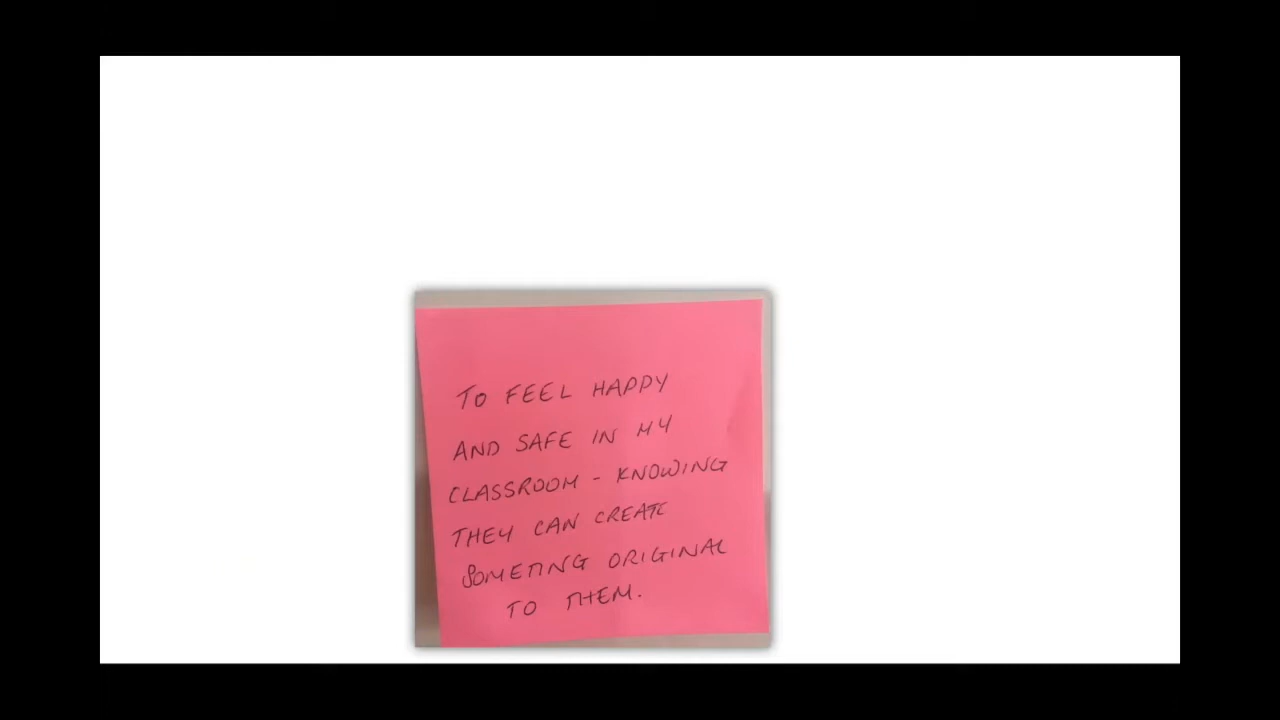 TO FEEL HAPPY
AND SAFE IN MY
CLASSROOM - KNOWING
THEY CAN CREATE
SOMETING ORIGINAL
TO THEM.